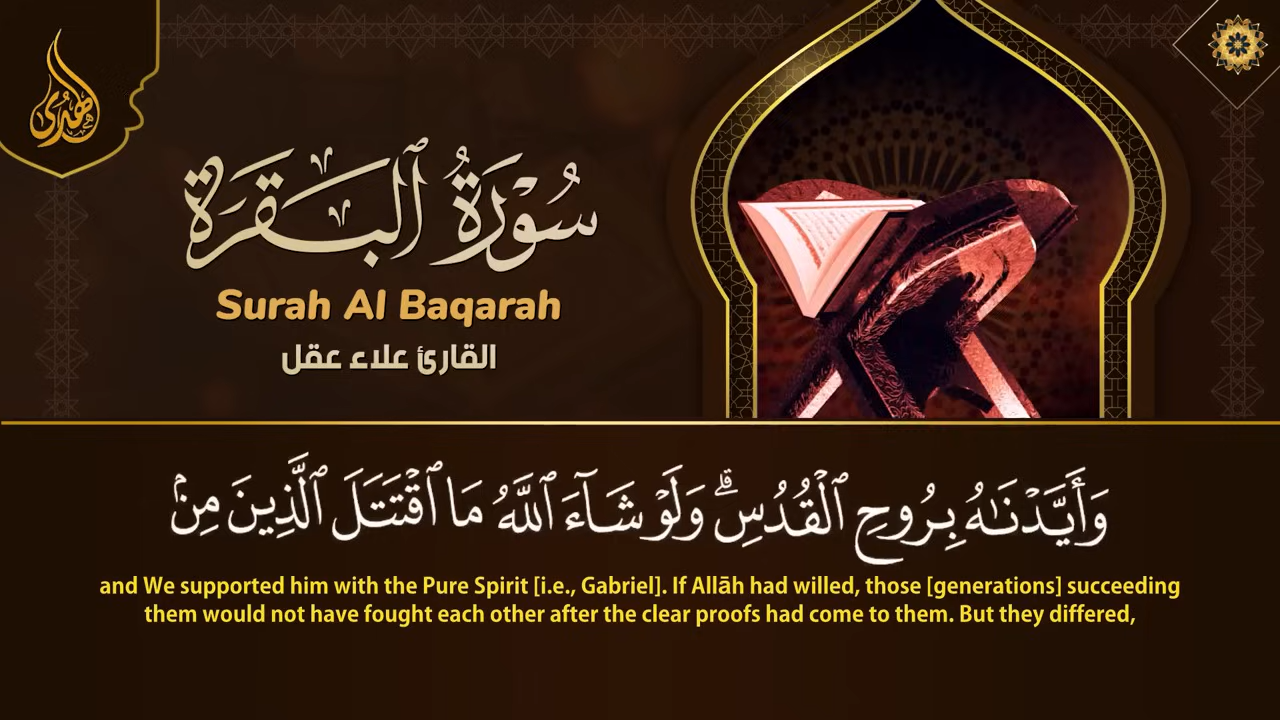 الهدى
سُورَةُ ٱلْبَقَرَةِ
Surah Al Baqarah
القارئ علاء عقل
وَأَيَّدْنَـٰهُ بِرُوحِ ٱلْقُدُسِ ۗ وَلَوْ شَآءَ ٱللَّهُ مَا ٱقْتَتَلَ ٱلَّذِينَ مِنۢ
and We supported him with the Pure Spirit [i.e., Gabriel]. If Allāh had willed, those [generations] succeeding
them would not have fought each other after the clear proofs had come to them. But they differed,